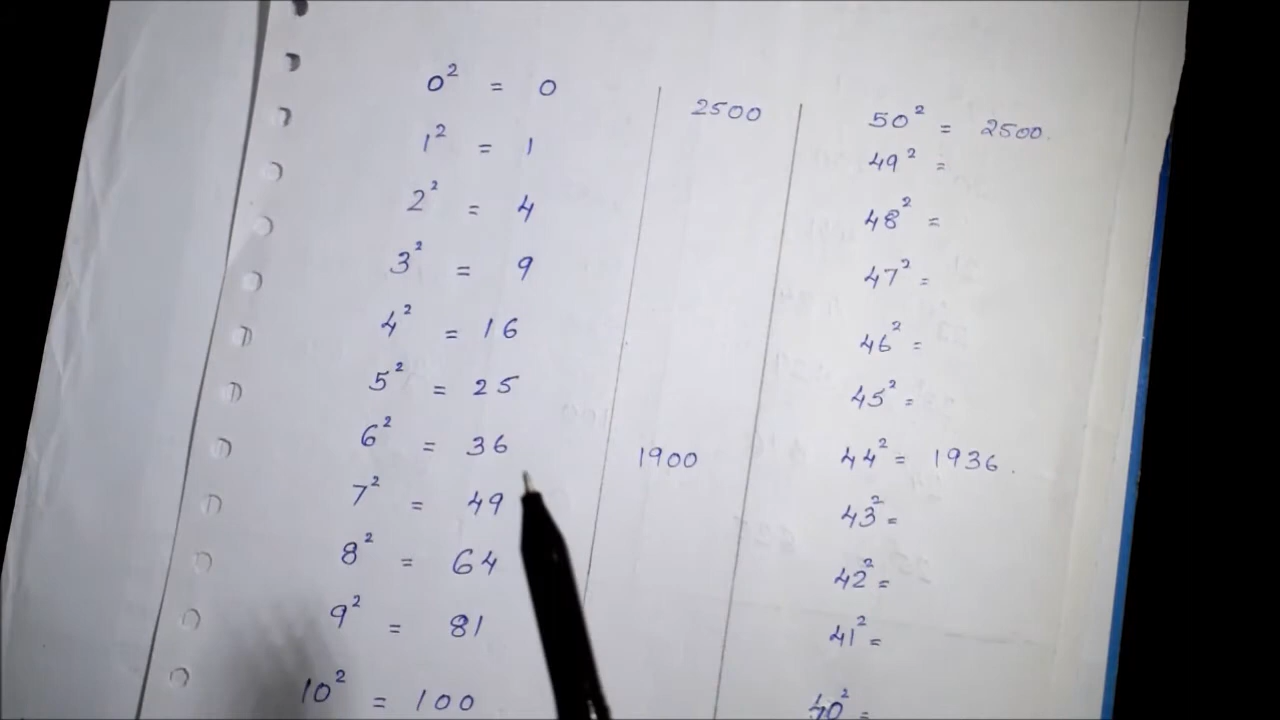 0² = 0
1² = 1
2² = 4
3² = 9
4² = 16
5² = 25
6² = 36
7² = 49
8² = 64
9² = 81
10² = 100
2500
1900
50² = 2500.
49² =
48² =
47² =
46² =
45² =
44² = 1936.
43² =
42² =
41² =
40² =